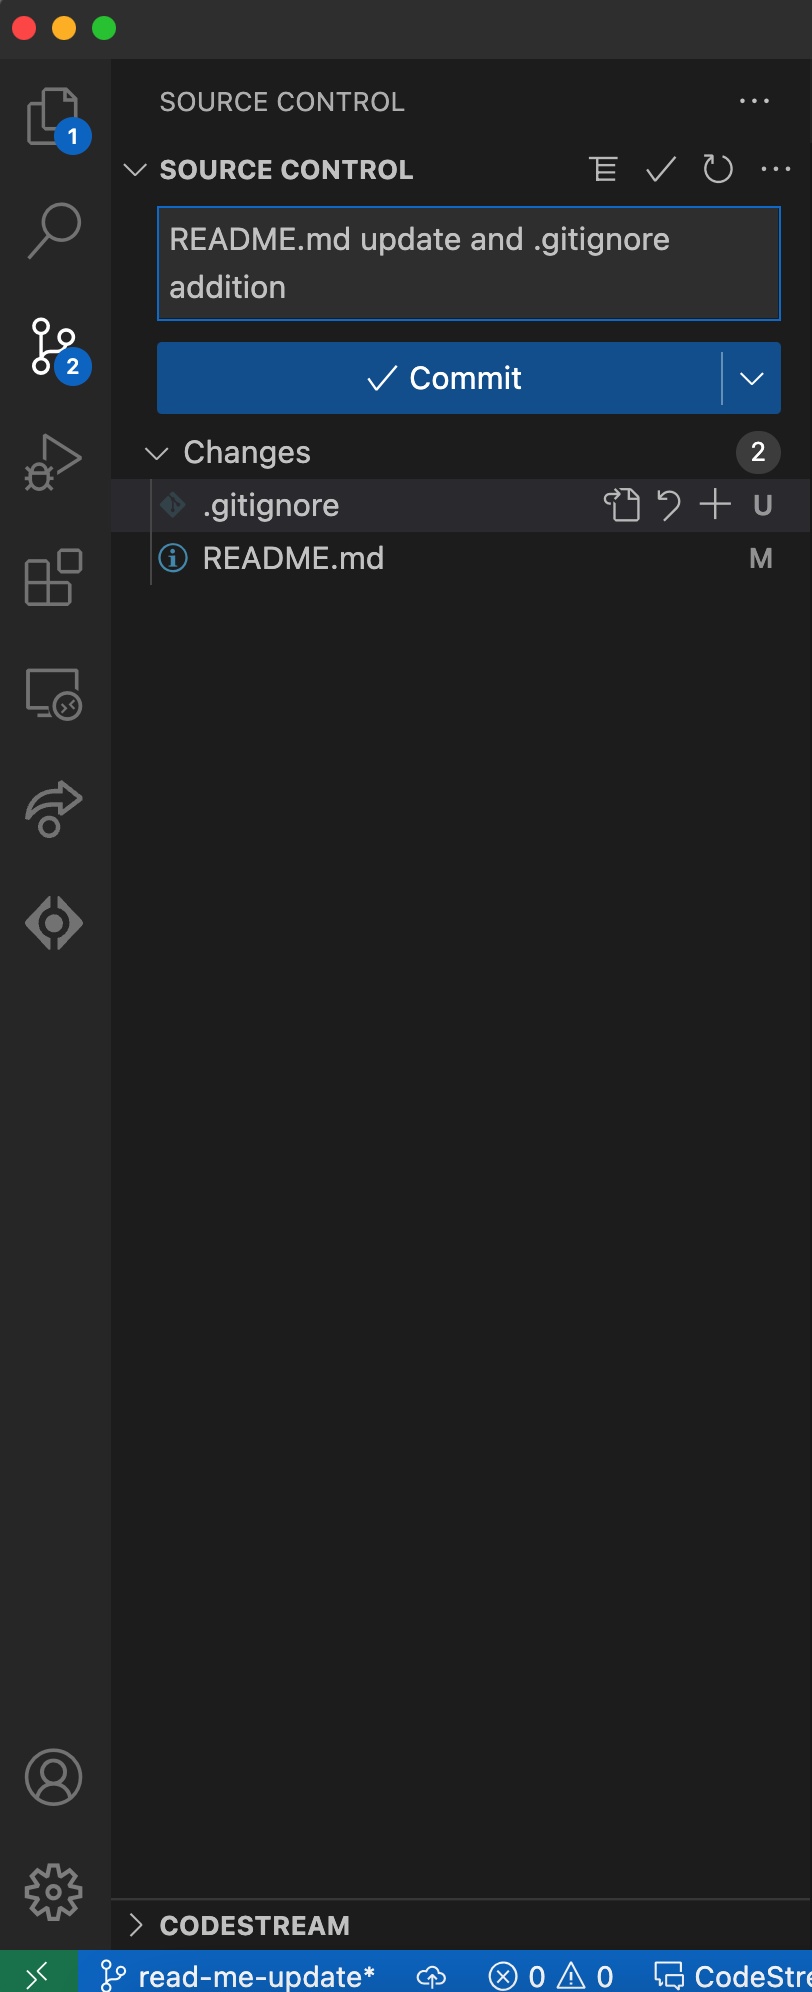 SOURCE CONTROL
SOURCE CONTROL
1
README.md update and .gitignore
addition
2
Commit
Changes
2
.gitignore
U
README.md
M
CODESTREAM
read-me-update*
0
0
CodeStre